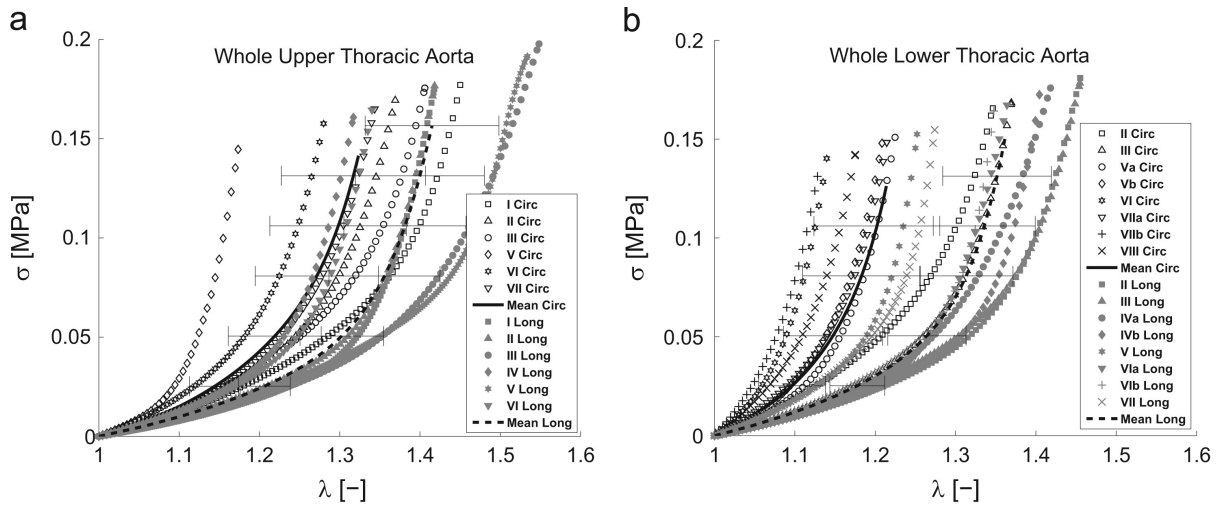 a
Whole Upper Thoracic Aorta
0.2
0.15
0.1
0.05
0
σ [MPa]
1
1.1
1.2
1.3
1.4
1.5
1.6
λ [−]
I Circ
II Circ
III Circ
V Circ
VI Circ
VII Circ
Mean Circ
I Long
II Long
III Long
IV Long
V Long
VI Long
Mean Long
b
Whole Lower Thoracic Aorta
0.2
0.15
0.1
0.05
0
σ [MPa]
1
1.1
1.2
1.3
1.4
1.5
1.6
λ [−]
II Circ
III Circ
Va Circ
Vb Circ
VI Circ
VIIa Circ
VIIb Circ
VIII Circ
Mean Circ
II Long
III Long
IVa Long
IVb Long
V Long
VIa Long
VIb Long
VII Long
Mean Long